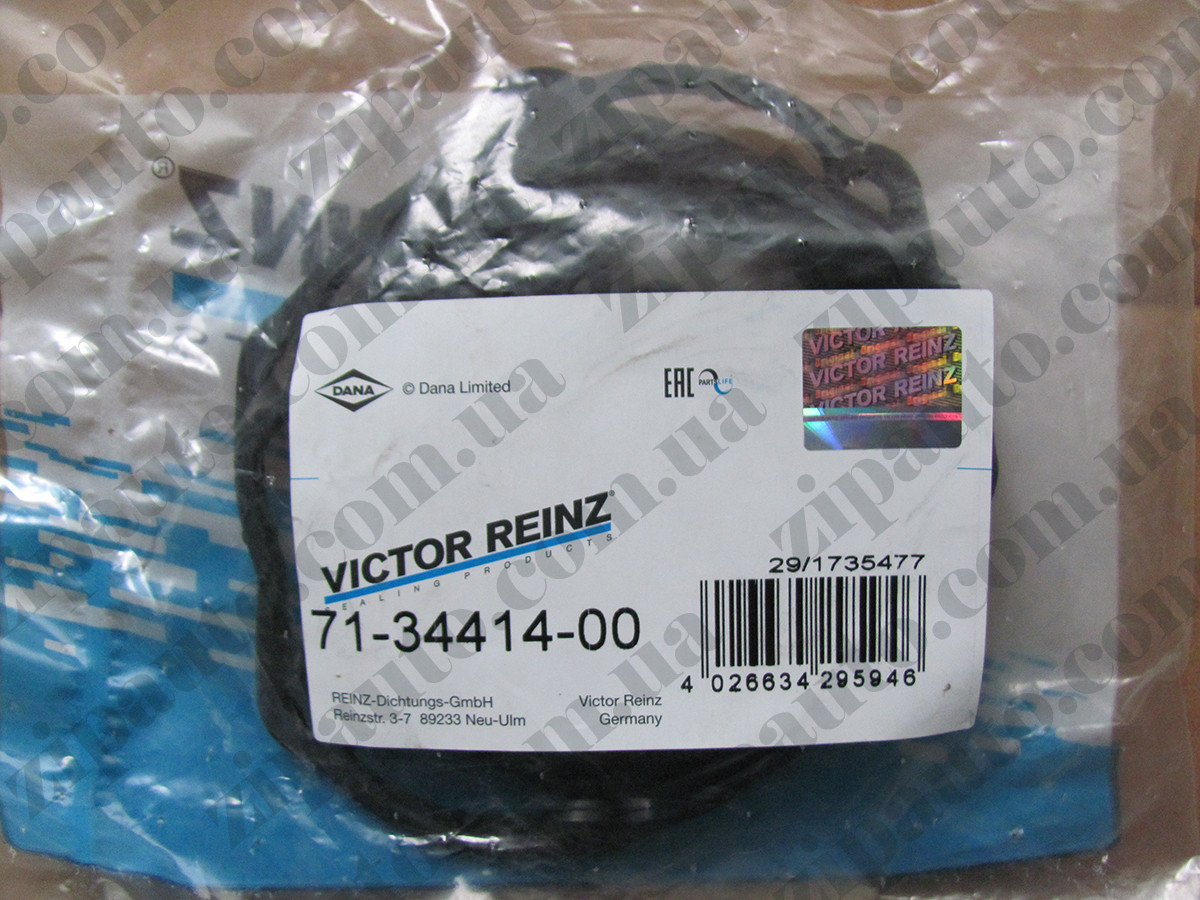 zipauto.com.ua
®
DANA
© Dana Limited
EAC
PARTSLIFE
VICTOR REINZ
VICTOR REINZ
VICTOR REINZ
VICTOR REINZ®
SEALING PRODUCTS
71-34414-00
29/1735477
4 026634 295946
REINZ-Dichtungs-GmbH
Reinzstr. 3-7 89233 Neu-Ulm
Victor Reinz
Germany